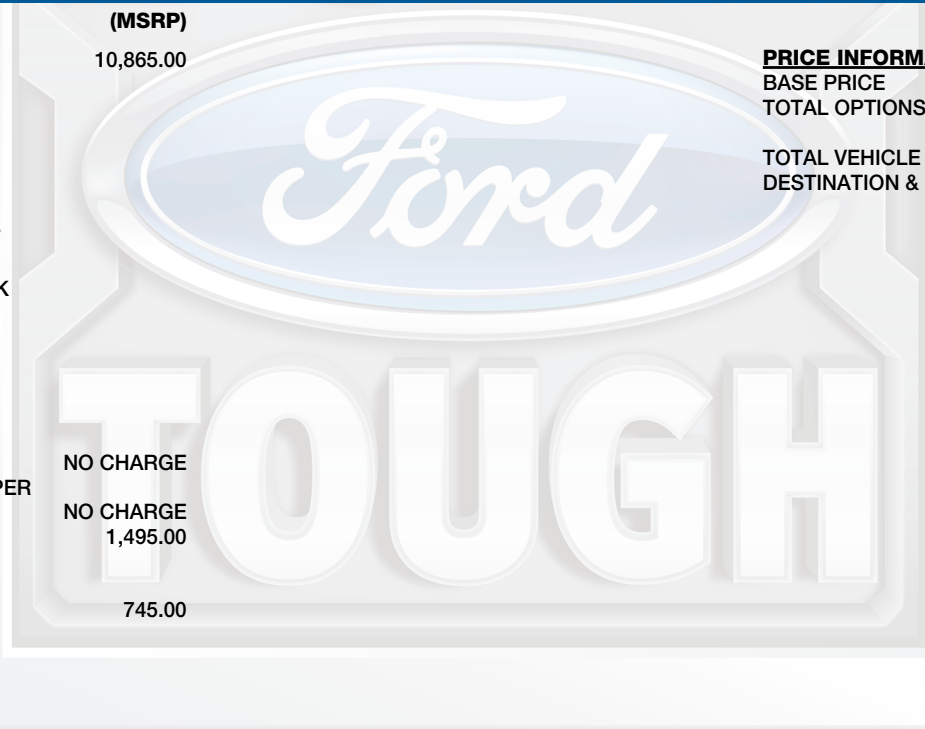 (MSRP)
10,865.00
PRICE INFORM
BASE PRICE
TOTAL OPTIONS
TOTAL VEHICLE
DESTINATION &
Ford
K
TOUGH
NO CHARGE
PER
NO CHARGE
1,495.00
745.00